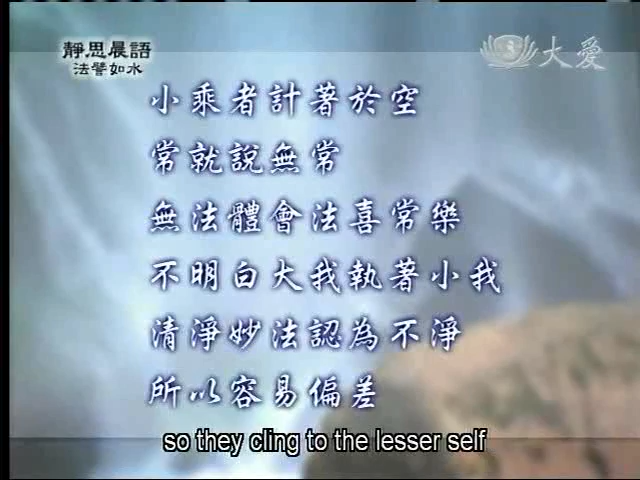 靜思晨語
法譬如水
大愛
小乘者計著於空
常就說無常
無法體會法喜常樂
不明白大我執著小我
清淨妙法認為不淨
所以容易偏差
so they cling to the lesser self